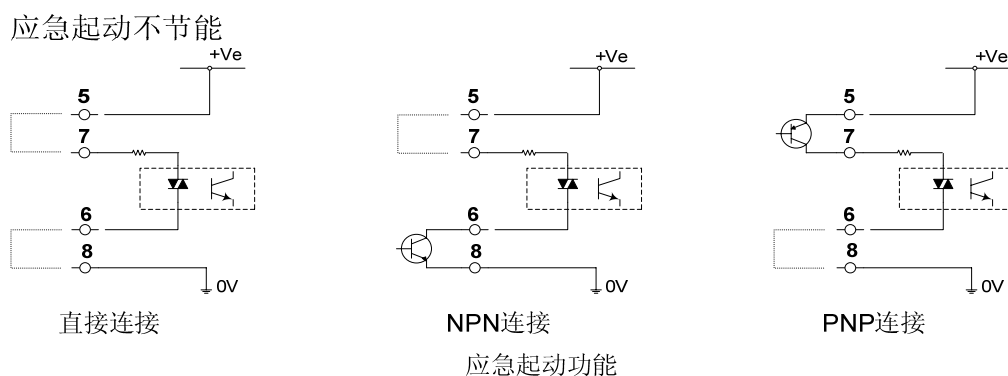 应急起动不节能
+Ve +Ve +Ve
5 5 5
7 7 7
6 6 6
8 8 8
0V 0V 0V
直接连接 NPN连接 PNP连接
应急起动功能